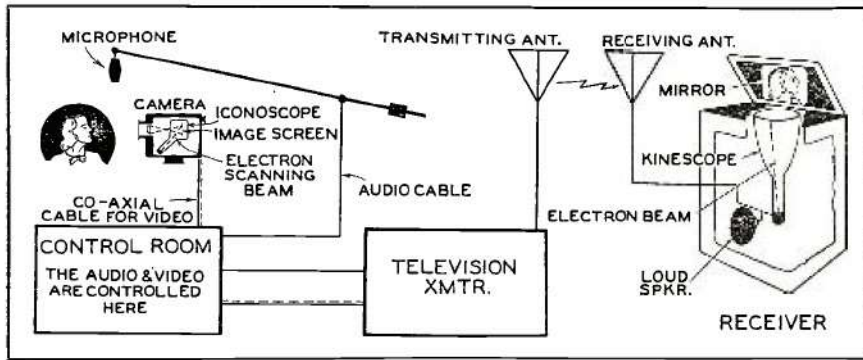 MICROPHONE
TRANSMITTING ANT.
RECEIVING ANT.
MIRROR
CAMERA
ICONOSCOPE
IMAGE SCREEN
ELECTRON
SCANNING
BEAM
AUDIO CABLE
KINESCOPE
ELECTRON BEAM
CO-AXIAL
CABLE FOR VIDEO
CONTROL ROOM
THE AUDIO & VIDEO
ARE CONTROLLED
HERE
TELEVISION
XMTR.
LOUD
SPKR.
RECEIVER